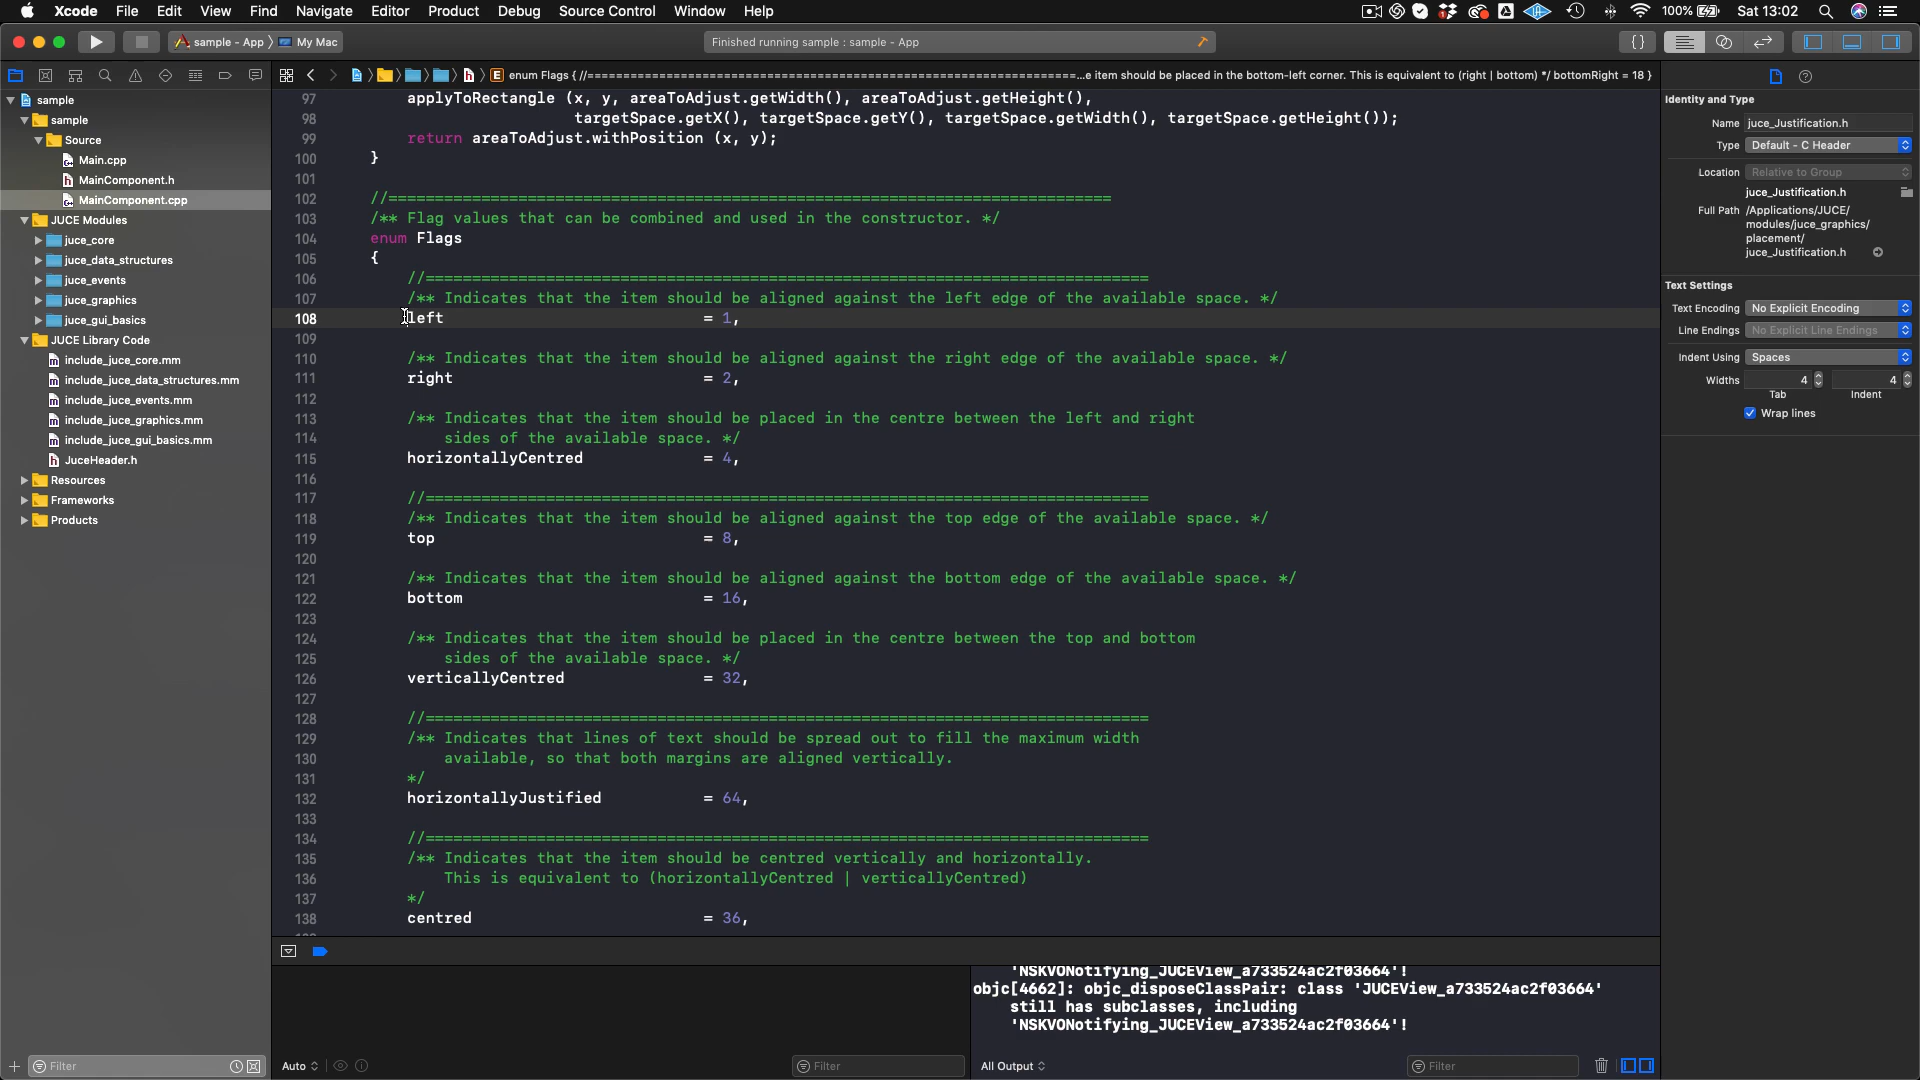 Xcode File Edit View Find Navigate Editor Product Debug Source Control Window Help 100% Sat 13:02
sample - App My Mac Finished running sample : sample - App
enum Flags { //======================================================================...e item should be placed in the bottom-left corner. This is equivalent to (right | bottom) */ bottomRight = 18 }
sample
sample
Source
Main.cpp
MainComponent.h
MainComponent.cpp
JUCE Modules
juce_core
juce_data_structures
juce_events
juce_graphics
juce_gui_basics
JUCE Library Code
include_juce_core.mm
include_juce_data_structures.mm
include_juce_events.mm
include_juce_graphics.mm
include_juce_gui_basics.mm
JuceHeader.h
Resources
Frameworks
Products
Filter
97 applyToRectangle (x, y, areaToAdjust.getWidth(), areaToAdjust.getHeight(),
98 targetSpace.getX(), targetSpace.getY(), targetSpace.getWidth(), targetSpace.getHeight());
99 return areaToAdjust.withPosition (x, y);
100 }
101
102 //==============================================================================
103 /** Flag values that can be combined and used in the constructor. */
104 enum Flags
105 {
106 //==============================================================================
107 /** Indicates that the item should be aligned against the left edge of the available space. */
108 left = 1,
109
110 /** Indicates that the item should be aligned against the right edge of the available space. */
111 right = 2,
112
113 /** Indicates that the item should be placed in the centre between the left and right
114 sides of the available space. */
115 horizontallyCentred = 4,
116
117 //==============================================================================
118 /** Indicates that the item should be aligned against the top edge of the available space. */
119 top = 8,
120
121 /** Indicates that the item should be aligned against the bottom edge of the available space. */
122 bottom = 16,
123
124 /** Indicates that the item should be placed in the centre between the top and bottom
125 sides of the available space. */
126 verticallyCentred = 32,
127
128 //==============================================================================
129 /** Indicates that lines of text should be spread out to fill the maximum width
130 available, so that both margins are aligned vertically.
131 */
132 horizontallyJustified = 64,
133
134 //==============================================================================
135 /** Indicates that the item should be centred vertically and horizontally.
136 This is equivalent to (horizontallyCentred | verticallyCentred)
137 */
138 centred = 36,
Auto
Filter
'NSKVONotifying_JUCEView_a733524ac2f03664'!
objc[4662]: objc_disposeClassPair: class 'JUCEView_a733524ac2f03664'
still has subclasses, including
'NSKVONotifying_JUCEView_a733524ac2f03664'!
All Output
Filter
Identity and Type
Name juce_Justification.h
Type Default - C Header
Location Relative to Group
juce_Justification.h
Full Path /Applications/JUCE/
modules/juce_graphics/
placement/
juce_Justification.h
Text Settings
Text Encoding No Explicit Encoding
Line Endings No Explicit Line Endings
Indent Using Spaces
Widths 4 4
Tab Indent
Wrap lines